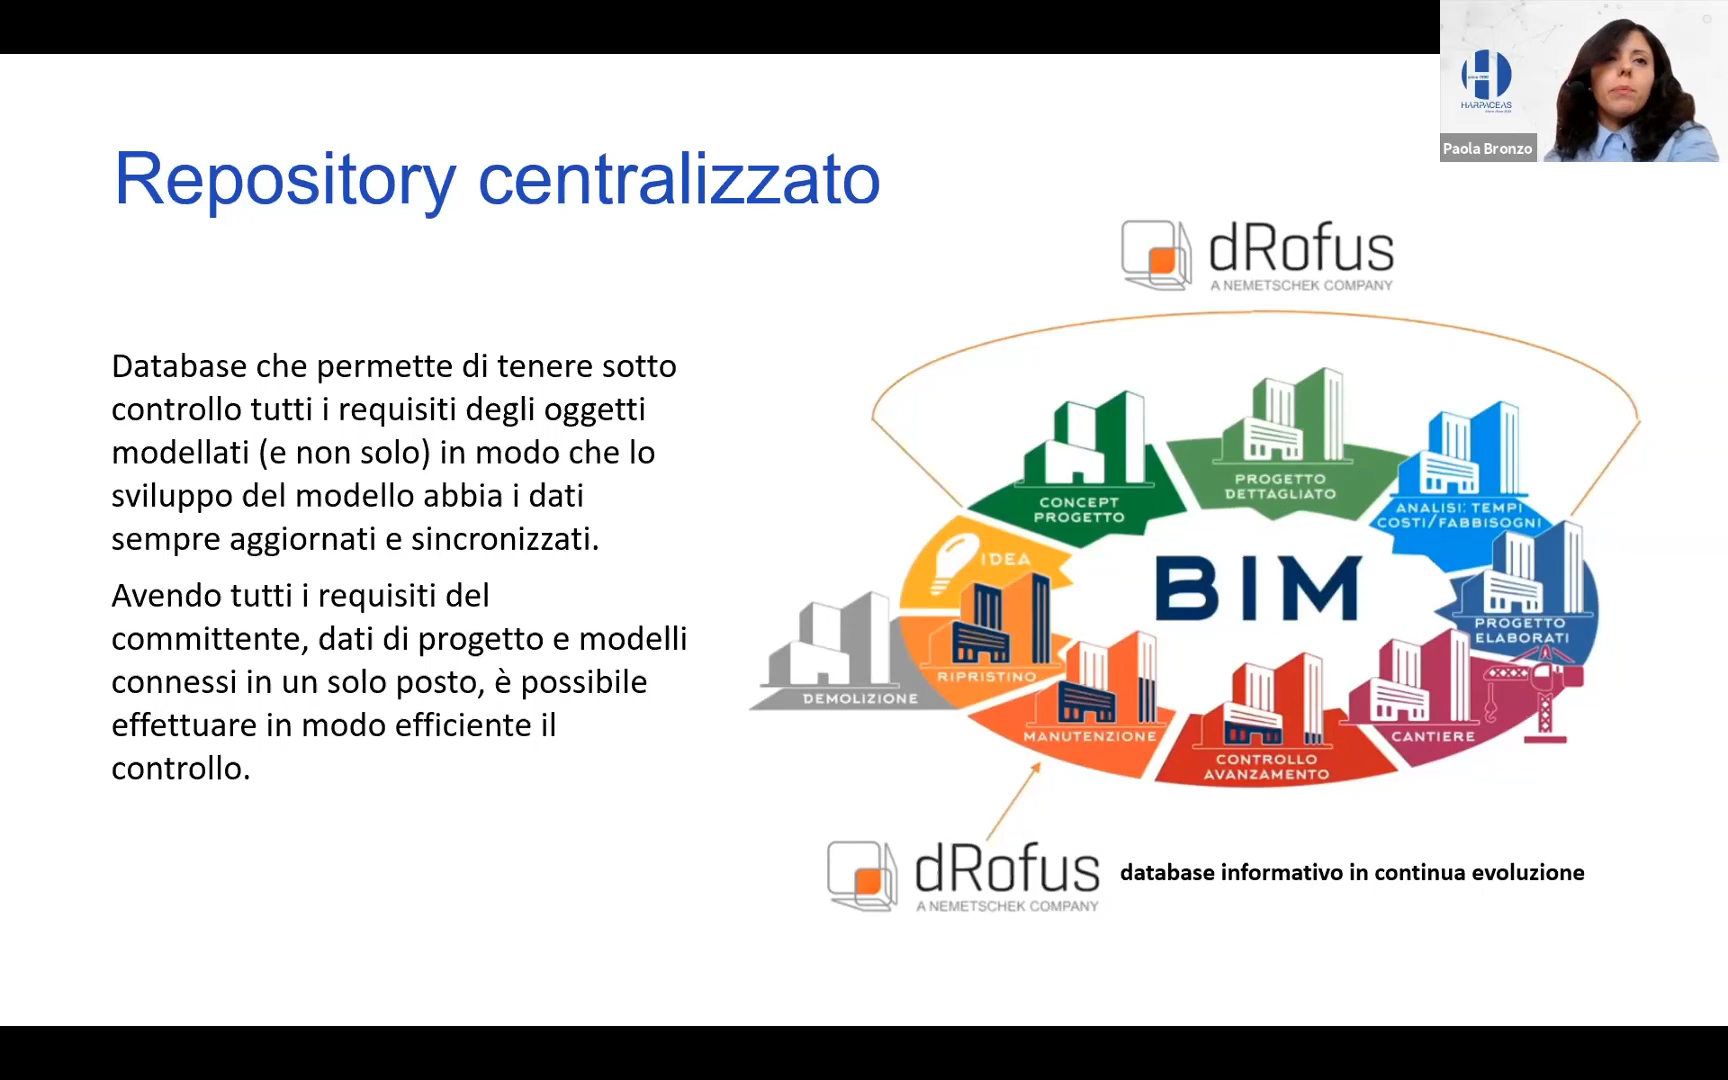 HARPACEAS
Paola Bronzo
Repository centralizzato
dRofus
A NEMETSCHEK COMPANY
Database che permette di tenere sotto
controllo tutti i requisiti degli oggetti
modellati (e non solo) in modo che lo
sviluppo del modello abbia i dati
sempre aggiornati e sincronizzati.
Avendo tutti i requisiti del
committente, dati di progetto e modelli
connessi in un solo posto, è possibile
effettuare in modo efficiente il
controllo.
BIM
IDEA
CONCEPT
PROGETTO
PROGETTO
DETTAGLIATO
ANALISI: TEMPI
COSTI/FABBISOGNI
PROGETTO
ELABORATI
CANTIERE
CONTROLLO
AVANZAMENTO
MANUTENZIONE
RIPRISTINO
DEMOLIZIONE
dRofus
A NEMETSCHEK COMPANY
database informativo in continua evoluzione